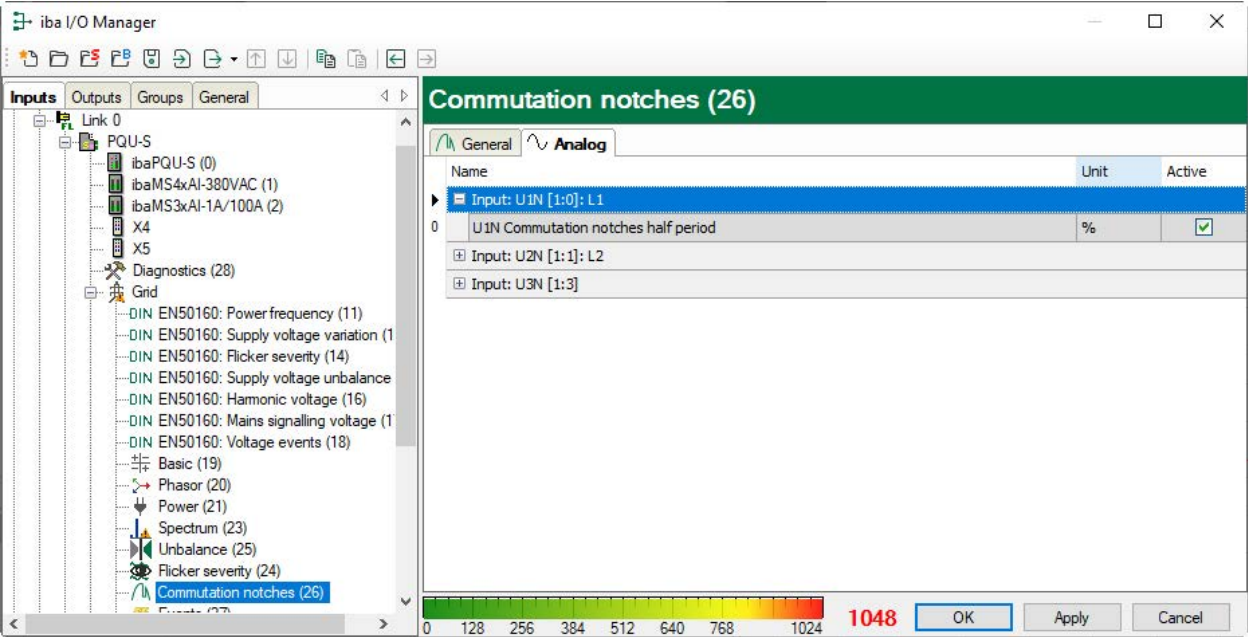 iba I/O Manager
Inputs Outputs Groups General
Link 0
PQU-S
ibaPQU-S (0)
ibaMS4xAI-380VAC (1)
ibaMS3xAI-1A/100A (2)
X4
X5
Diagnostics (28)
Grid
DIN EN50160: Power frequency (11)
DIN EN50160: Supply voltage variation (1
DIN EN50160: Flicker severity (14)
DIN EN50160: Supply voltage unbalance
DIN EN50160: Harmonic voltage (16)
DIN EN50160: Mains signalling voltage (1
DIN EN50160: Voltage events (18)
Basic (19)
Phasor (20)
Power (21)
Spectrum (23)
Unbalance (25)
Flicker severity (24)
Commutation notches (26)
Commutation notches (26)
General Analog
Name Unit Active
Input: U1N [1:0]: L1
0 U1N Commutation notches half period %
Input: U2N [1:1]: L2
Input: U3N [1:3]
0 128 256 384 512 640 768 1024
1048 OK Apply Cancel